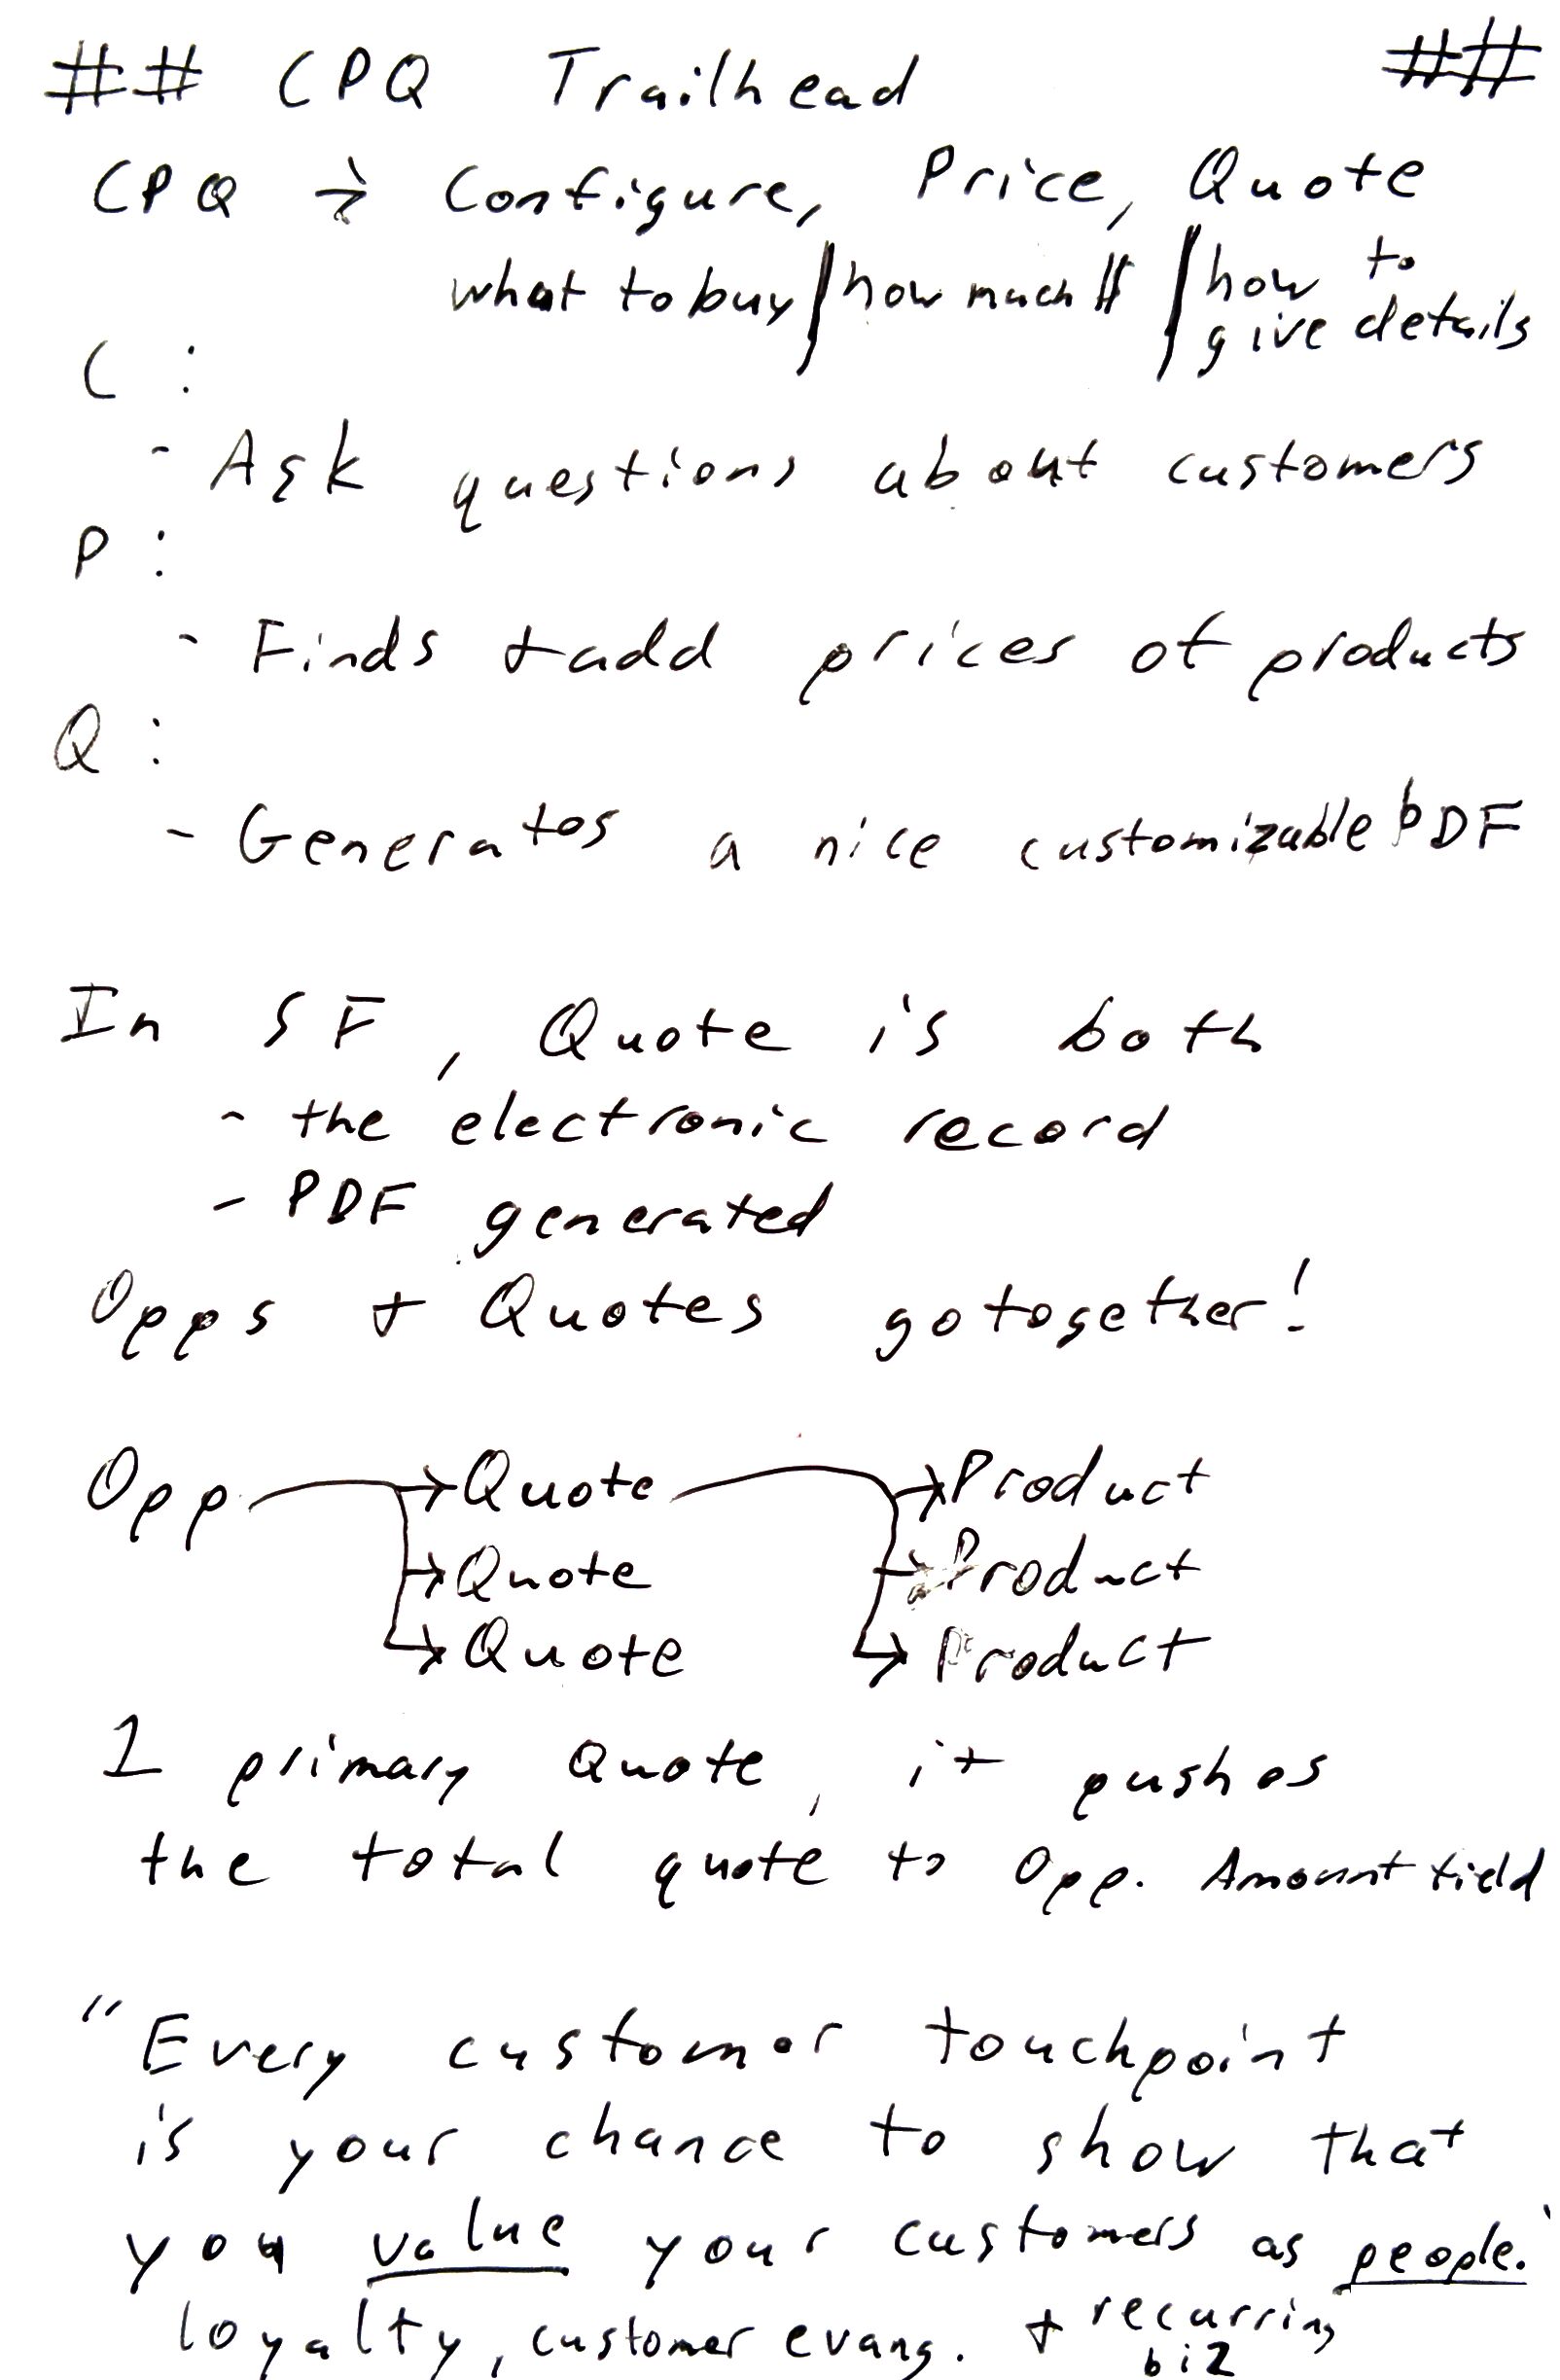 ## CPQ Trailhead ##
CPQ → Configure, Price, Quote
what to buy / how much $ / how to
give details
C :
- Ask questions about customers
P :
- Finds + add prices of products
Q :
- Generates a nice customizable PDF
In SF, Quote is both
- the electronic record
- PDF generated
Opps + Quotes go together!
Opp → Quote → Product
→ Quote → Product
→ Quote → Product
1 primary Quote, it pushes
the total quote to Opp. Amount field
"Every customer touchpoint
is your chance to show that
you value your customers as people."
loyalty, customer evang. + recurring
biz